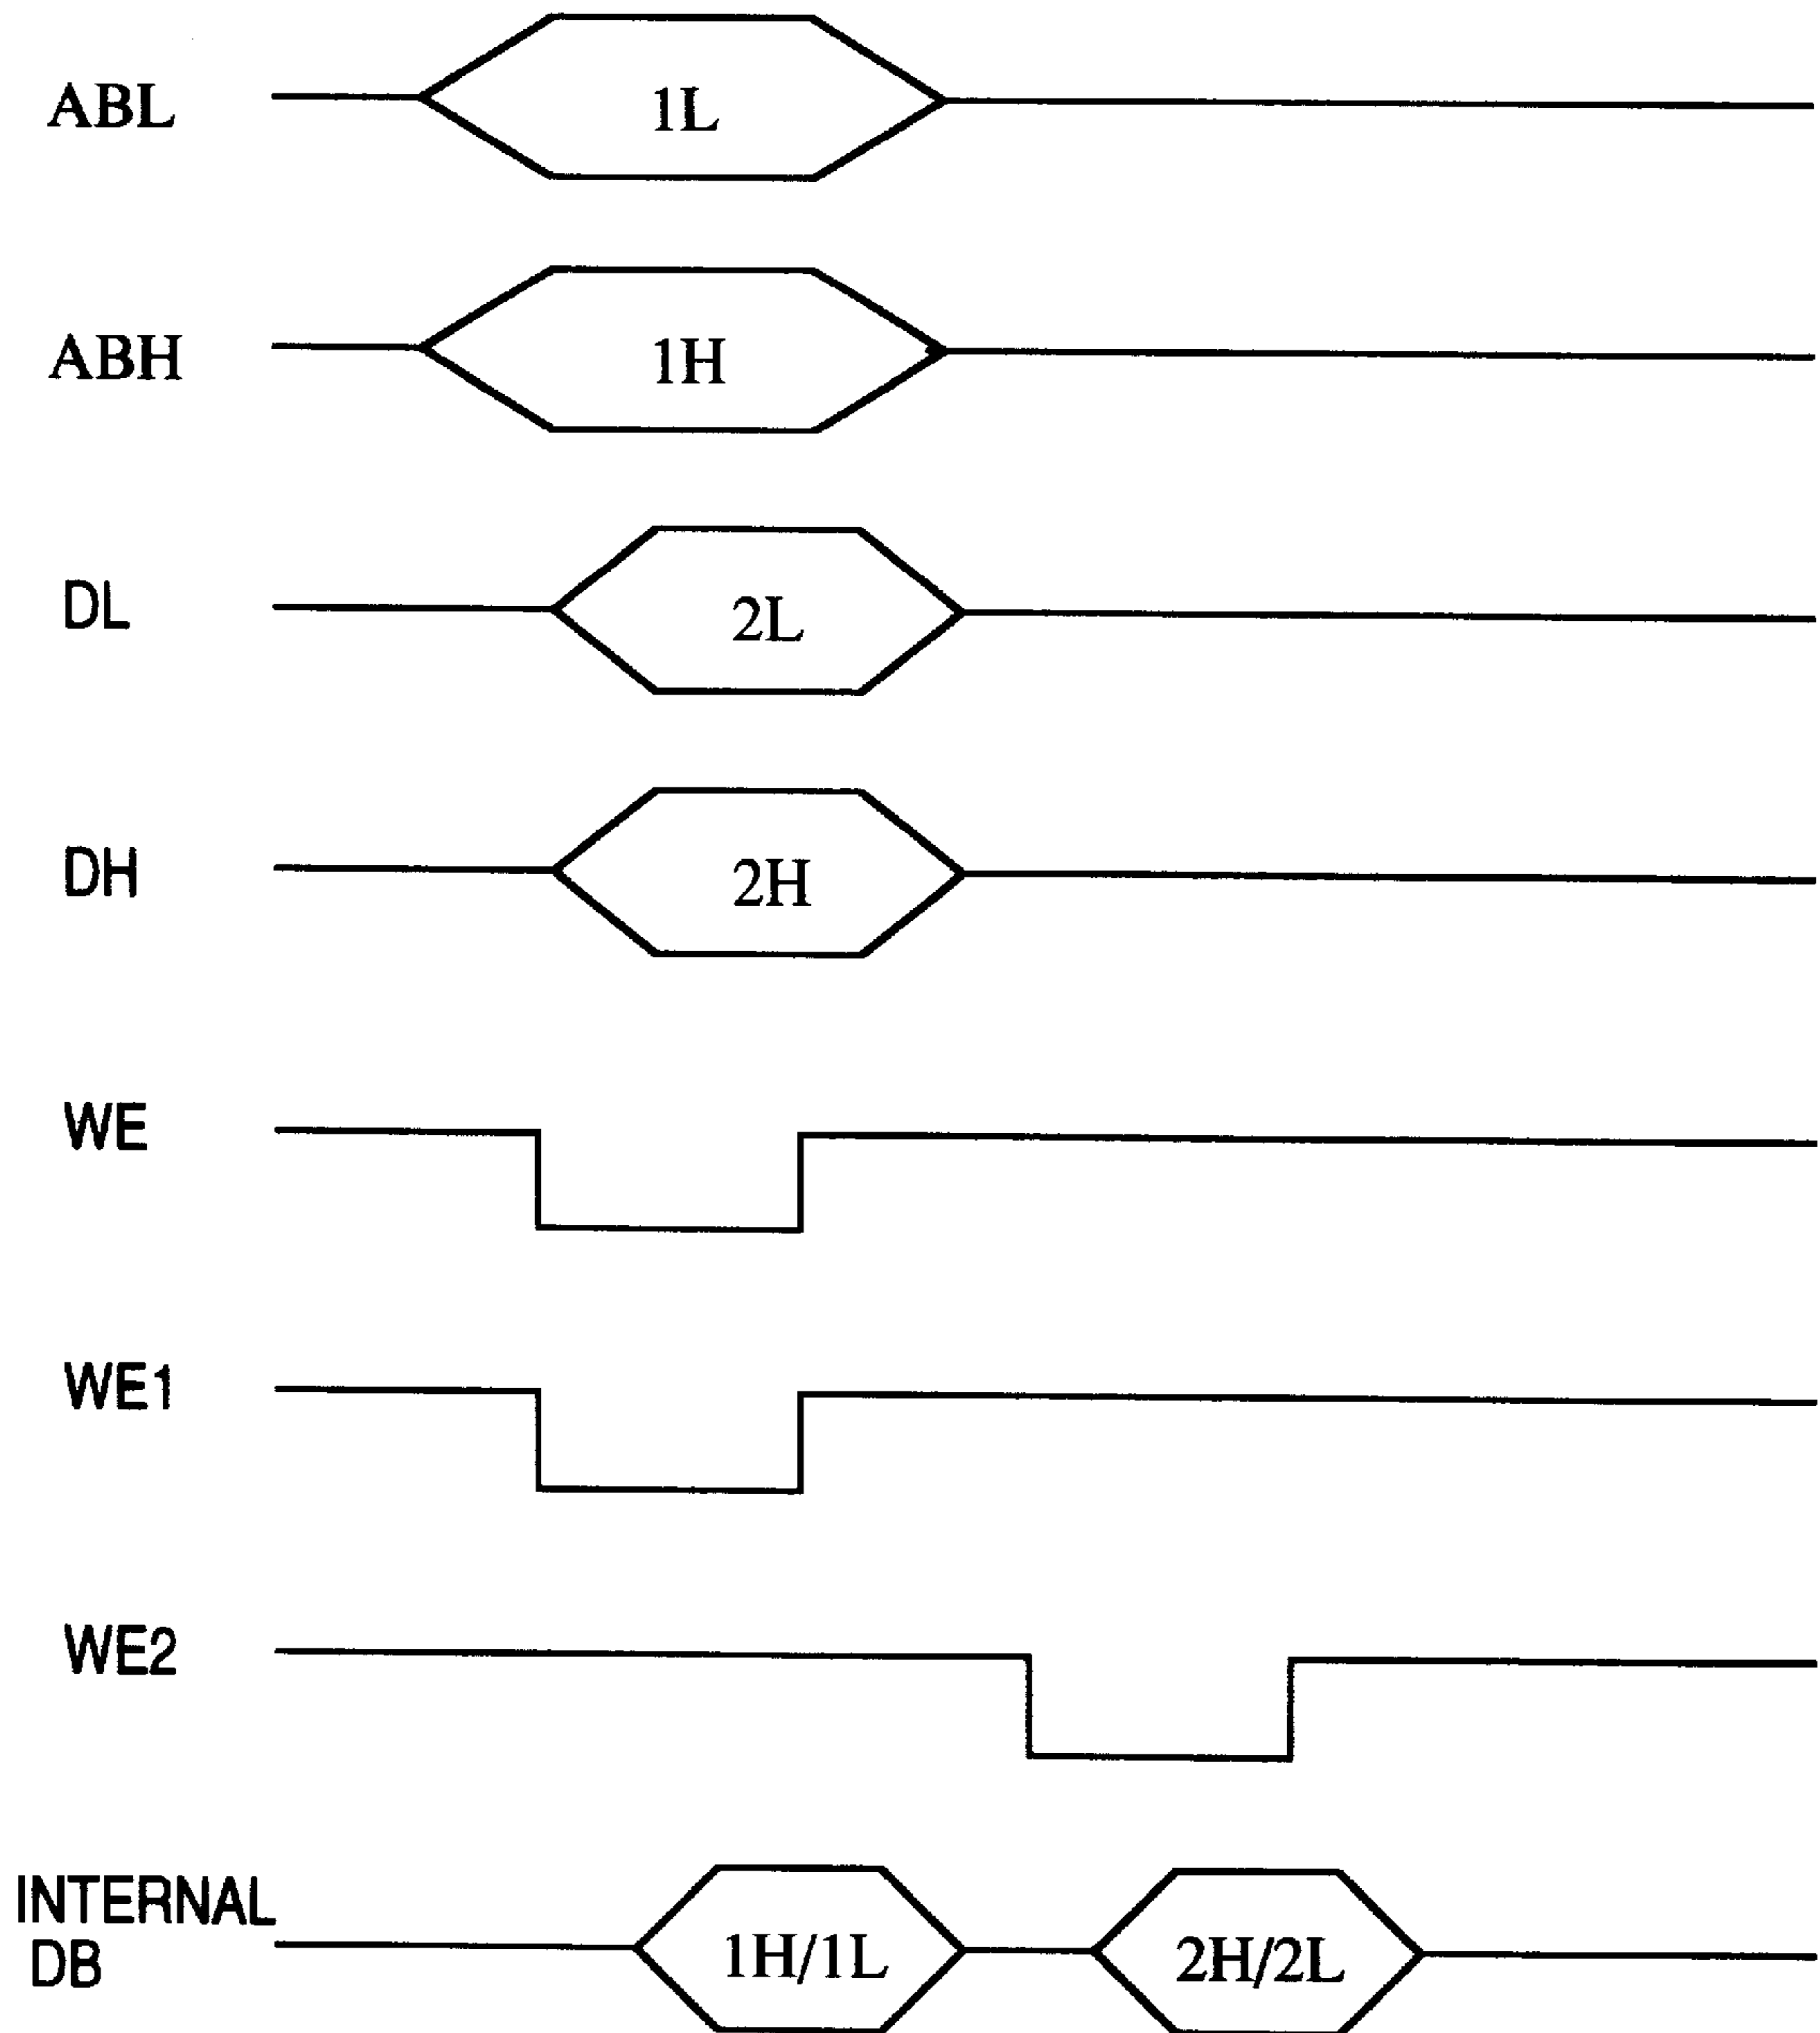 ABL
1L
ABH
1H
DL
2L
DH
2H
WE
WE1
WE2
INTERNAL
DB
1H/1L
2H/2L